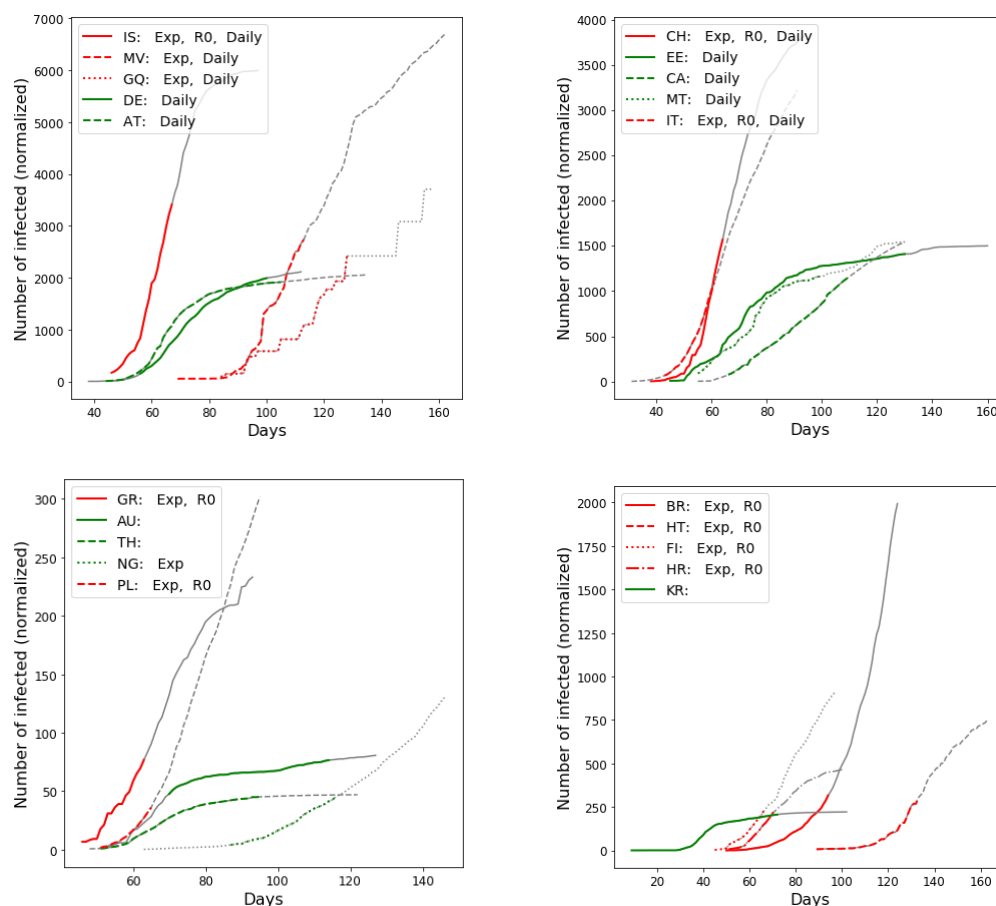 7000
6000
5000
4000
3000
2000
1000
0
Number of infected (normalized)
IS: Exp, R0, Daily
MV: Exp, Daily
GQ: Exp, Daily
DE: Daily
AT: Daily
40 60 80 100 120 140 160
Days
4000
3500
3000
2500
2000
1500
1000
500
0
Number of infected (normalized)
CH: Exp, R0, Daily
EE: Daily
CA: Daily
MT: Daily
IT: Exp, R0, Daily
40 60 80 100 120 140 160
Days
300
250
200
150
100
50
0
Number of infected (normalized)
GR: Exp, R0
AU:
TH:
NG: Exp
PL: Exp, R0
60 80 100 120 140
Days
2000
1750
1500
1250
1000
750
500
250
0
Number of infected (normalized)
BR: Exp, R0
HT: Exp, R0
FI: Exp, R0
HR: Exp, R0
KR:
20 40 60 80 100 120 140 160
Days